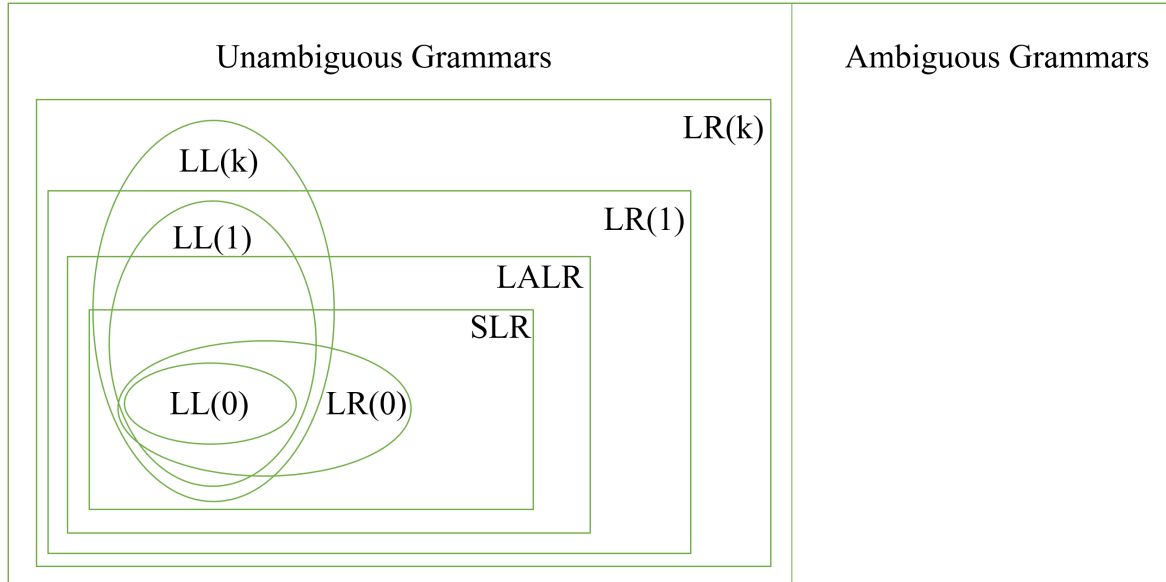 Unambiguous Grammars
Ambiguous Grammars
LR(k)
LL(k)
LR(1)
LL(1)
LALR
SLR
LL(0)
LR(0)